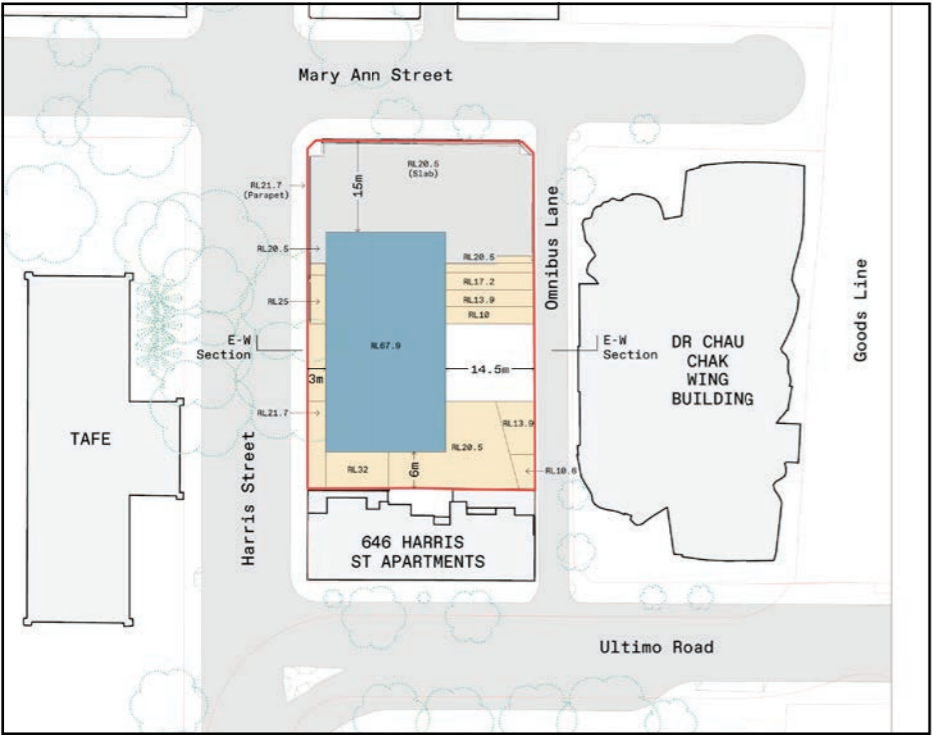 Mary Ann Street
RL20.5
(Slab)
RL21.7
(Parapet)
15m
Omnibus Lane
RL20.5
RL20.5
RL17.2
RL25
RL13.9
RL10
Goods Line
E-W
Section
RL67.9
E-W
Section
DR CHAU
CHAK
WING
BUILDING
3m
14.5m
RL21.7
RL13.9
TAFE
RL20.5
Harris Street
RL32
6m
RL10.6
646 HARRIS
ST APARTMENTS
Ultimo Road